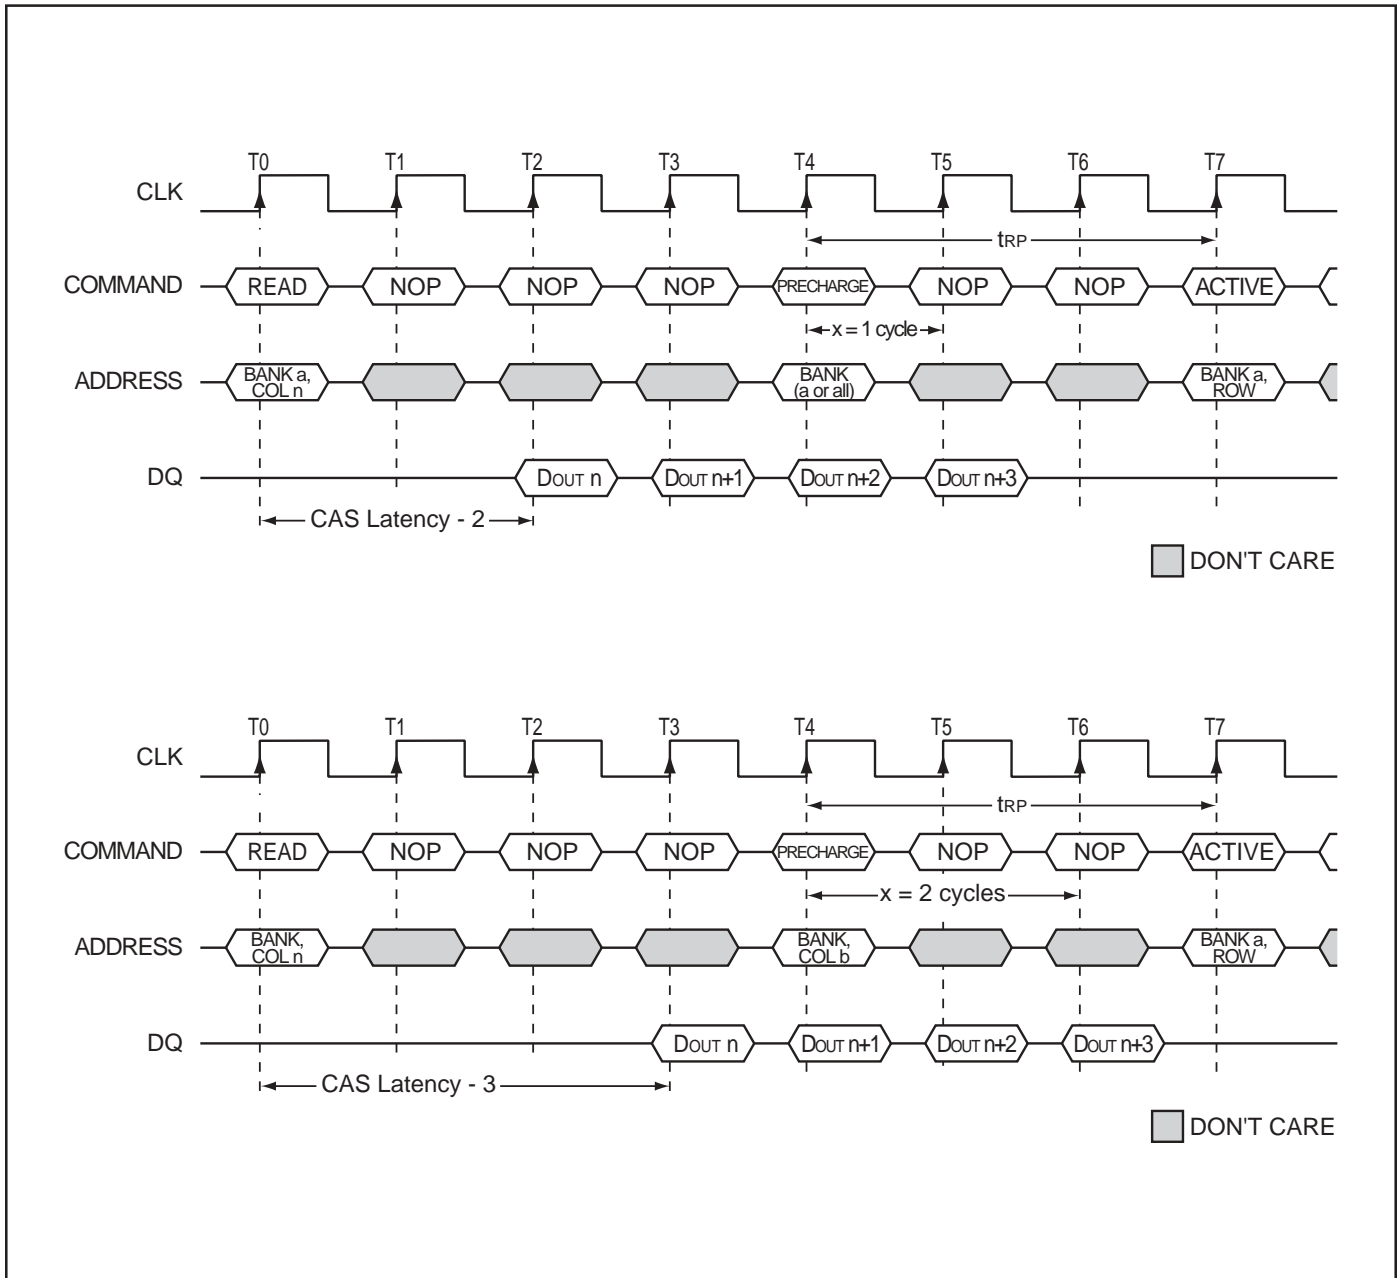 T0 T1 T2 T3 T4 T5 T6 T7
CLK
tRP
COMMAND READ NOP NOP NOP PRECHARGE NOP NOP ACTIVE
x = 1 cycle
ADDRESS BANK a, COL n BANK (a or all) BANK a, ROW
DQ DOUT n DOUT n+1 DOUT n+2 DOUT n+3
CAS Latency - 2
DON'T CARE
T0 T1 T2 T3 T4 T5 T6 T7
CLK
tRP
COMMAND READ NOP NOP NOP PRECHARGE NOP NOP ACTIVE
x = 2 cycles
ADDRESS BANK, COL n BANK, COL b BANK a, ROW
DQ DOUT n DOUT n+1 DOUT n+2 DOUT n+3
CAS Latency - 3
DON'T CARE